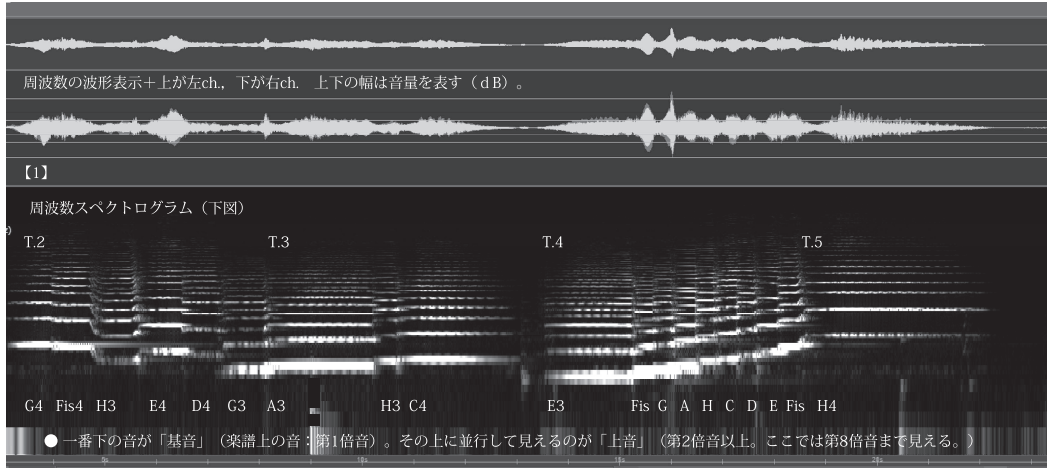 周波数の波形表示＋上が左ch.，下が右ch.　上下の幅は音量を表す（ｄB）。
【1】
周波数スペクトログラム（下図）
T.2 T.3 T.4 T.5
G4 Fis4 H3 E4 D4 G3 A3 H3 C4 E3 Fis G A H C D E Fis H4
● 一番下の音が「基音」（楽譜上の音：第1倍音）。その上に並行して見えるのが「上音」（第2倍音以上。ここでは第8倍音まで見える。）